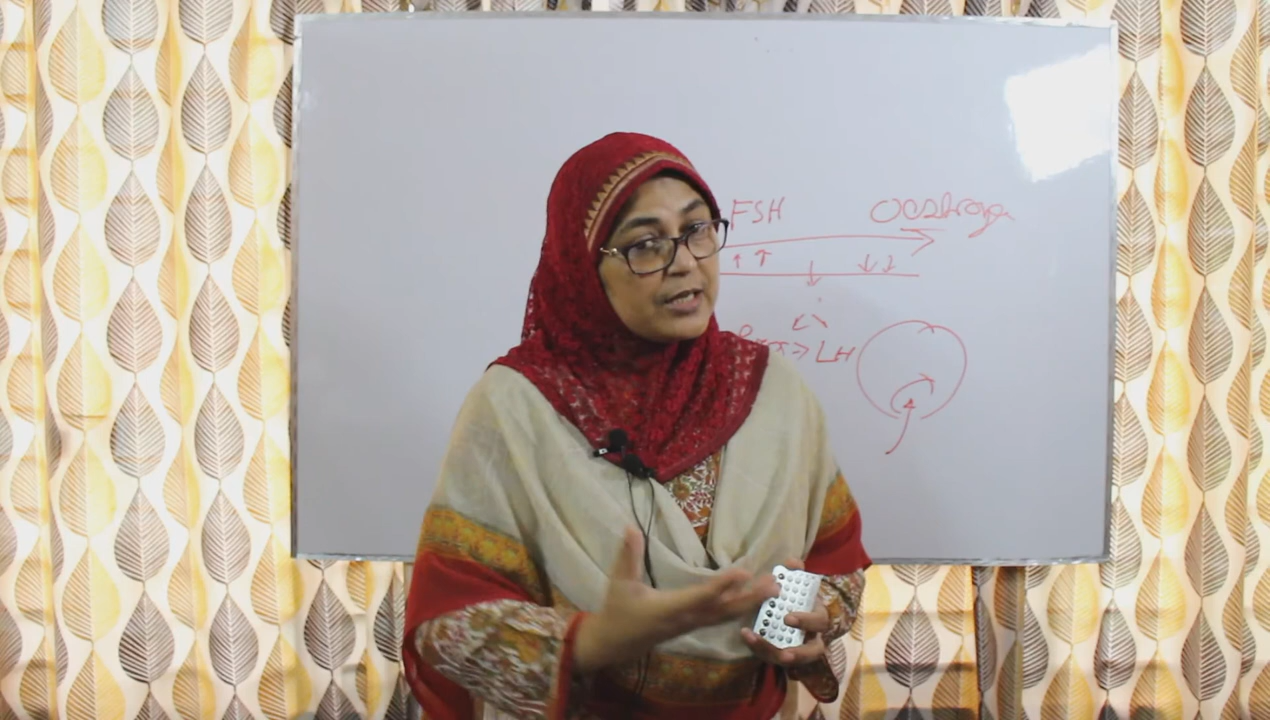 FSH Oestrogen
↑ ↑ ↓ ↓
→ LH